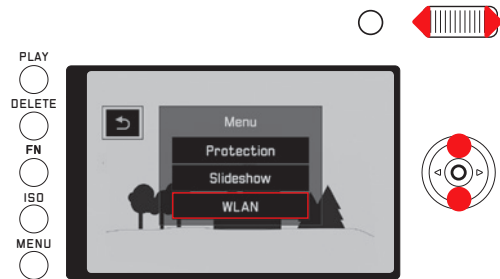 PLAY
DELETE
FN
ISO
MENU
Menu
Protection
Slideshow
WLAN